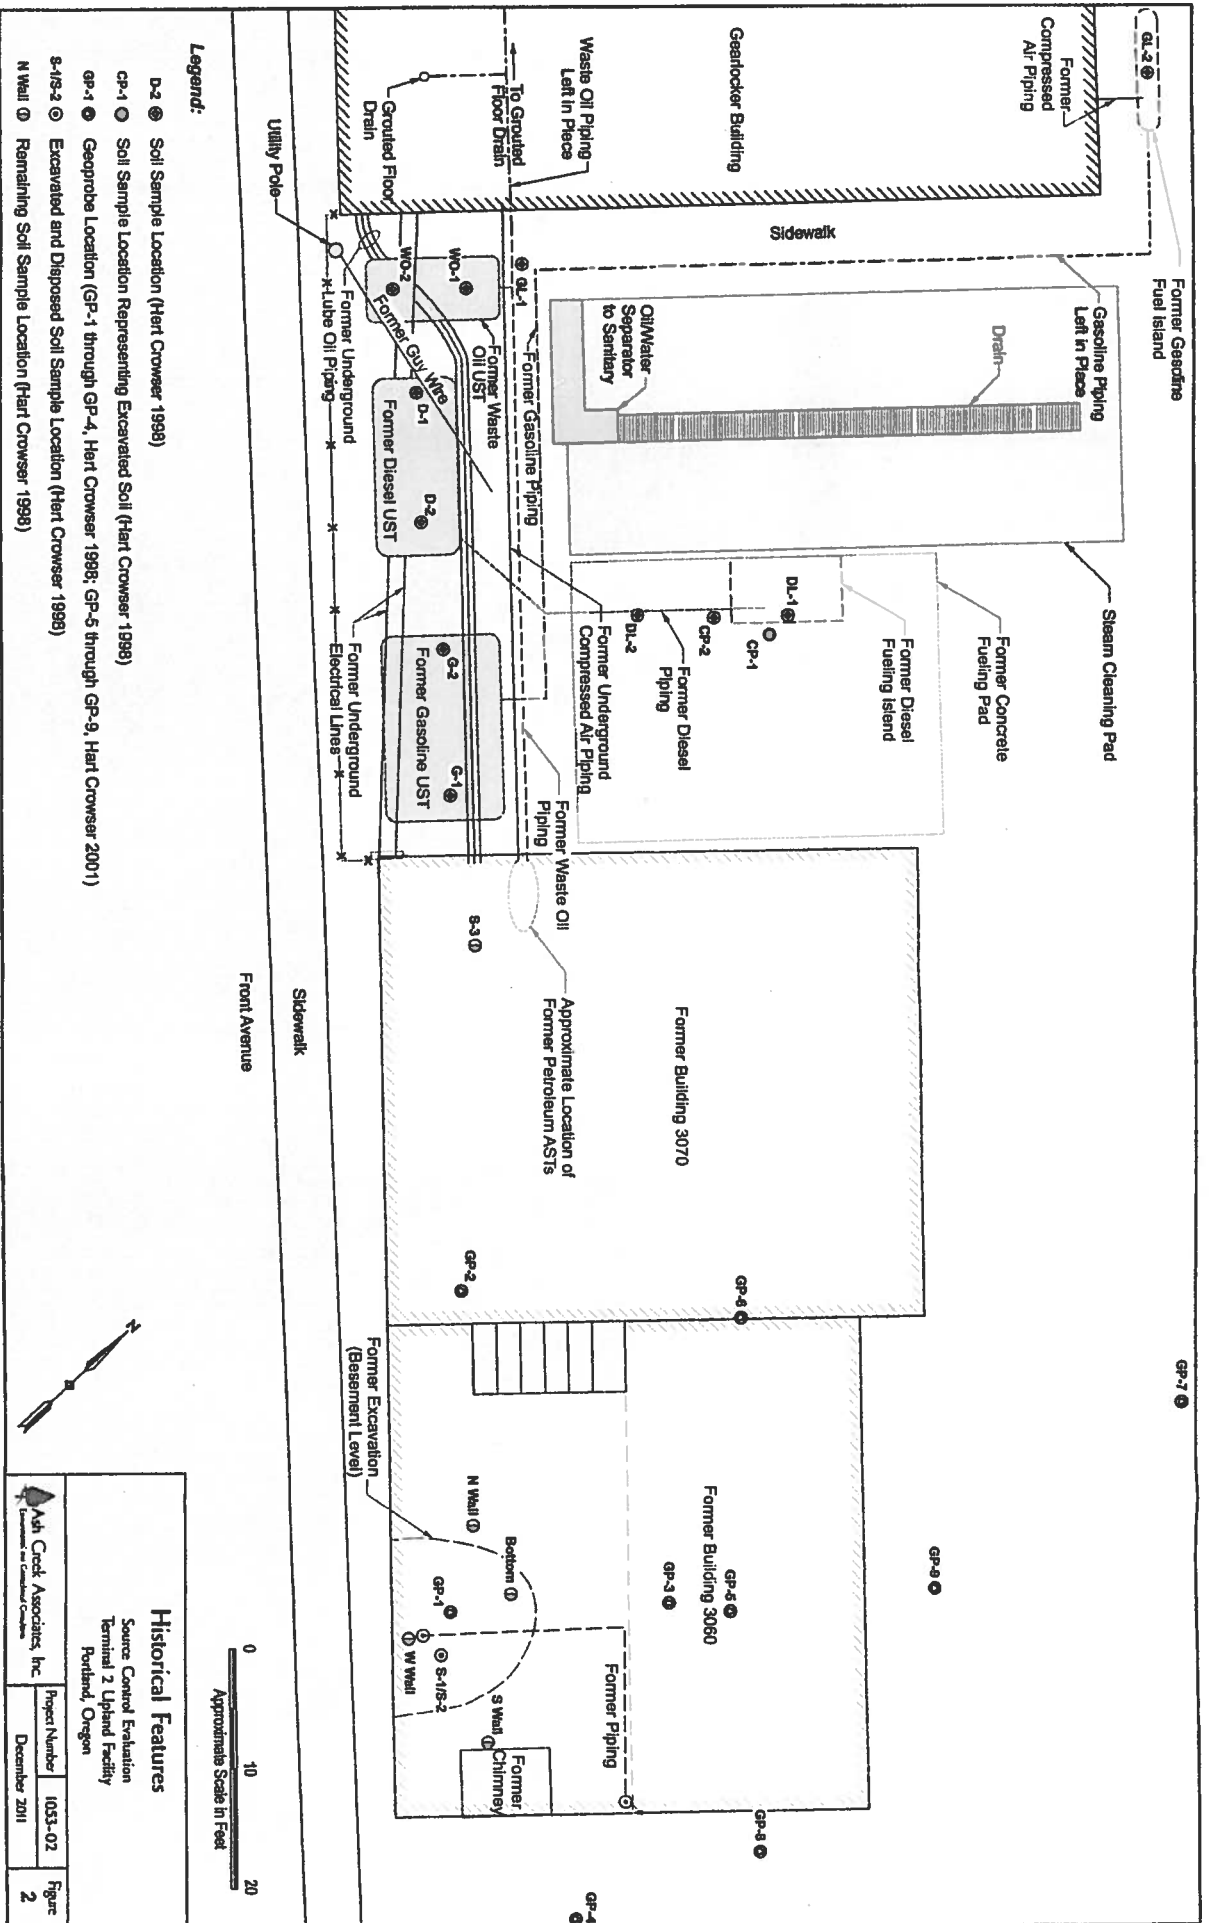 GL-2
Former
Compressed
Air Piping
Former Gasoline
Fuel Island
Gearlocker Building
Waste Oil Piping
Left in Place
To Grouted
Floor Drain
Grouted Floor
Drain
Utility Pole
Sidewalk
Gasoline Piping
Left in Place
Drain
Oil/Water
Separator
to Sanitary
Steam Cleaning Pad
GL-1
WO-1
WO-2
Former Waste
Oil UST
Former Guy Wire
Former Gasoline Piping
Former Underground
Lube Oil Piping
D-1
D-2
Former Diesel UST
Former Concrete
Fueling Pad
Former Diesel
Fueling Island
DL-1
CP-1
CP-2
DL-2
Former Diesel
Piping
Former Underground
Compressed Air Piping
G-2
G-1
Former Gasoline UST
Former Underground
Electrical Lines
Former Waste Oil
Piping
S-3
Approximate Location of
Former Petroleum ASTs
Former Building 3070
GP-2
GP-6
GP-7
Former Excavation
(Basement Level)
N Wall
Bottom
GP-1
W Wall
S-1/S-2
S Wall
Former
Chimney
Former Piping
Former Building 3060
GP-3
GP-5
GP-9
GP-8
GP-4
Sidewalk
Front Avenue
Legend:
D-2 Soil Sample Location (Hart Crowser 1998)
CP-1 Soil Sample Location Representing Excavated Soil (Hart Crowser 1998)
GP-1 Geoprobe Location (GP-1 through GP-4, Hart Crowser 1998; GP-5 through GP-9, Hart Crowser 2001)
S-1/S-2 Excavated and Disposed Soil Sample Location (Hart Crowser 1998)
N Wall Remaining Soil Sample Location (Hart Crowser 1998)
N
0 10 20
Approximate Scale in Feet
Historical Features
Source Control Evaluation
Terminal 2 Upland Facility
Portland, Oregon
Ash Creek Associates, Inc.
Project Number 1053-02
December 2011
Figure
2